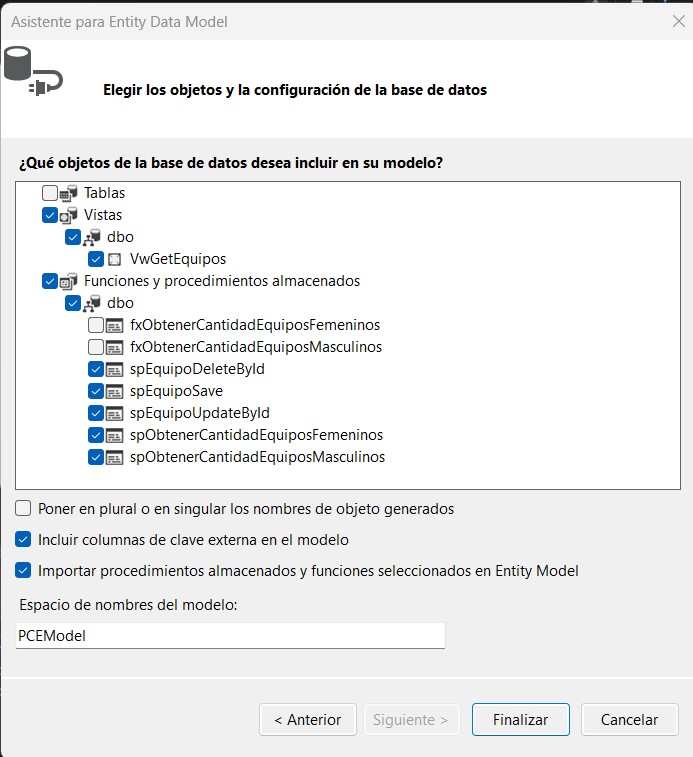 Asistente para Entity Data Model
Elegir los objetos y la configuración de la base de datos
¿Qué objetos de la base de datos desea incluir en su modelo?
Tablas
Vistas
dbo
VwGetEquipos
Funciones y procedimientos almacenados
dbo
fxObtenerCantidadEquiposFemeninos
fxObtenerCantidadEquiposMasculinos
spEquipoDeleteById
spEquipoSave
spEquipoUpdateById
spObtenerCantidadEquiposFemeninos
spObtenerCantidadEquiposMasculinos
Poner en plural o en singular los nombres de objeto generados
Incluir columnas de clave externa en el modelo
Importar procedimientos almacenados y funciones seleccionados en Entity Model
Espacio de nombres del modelo:
PCEModel
< Anterior Siguiente > Finalizar Cancelar